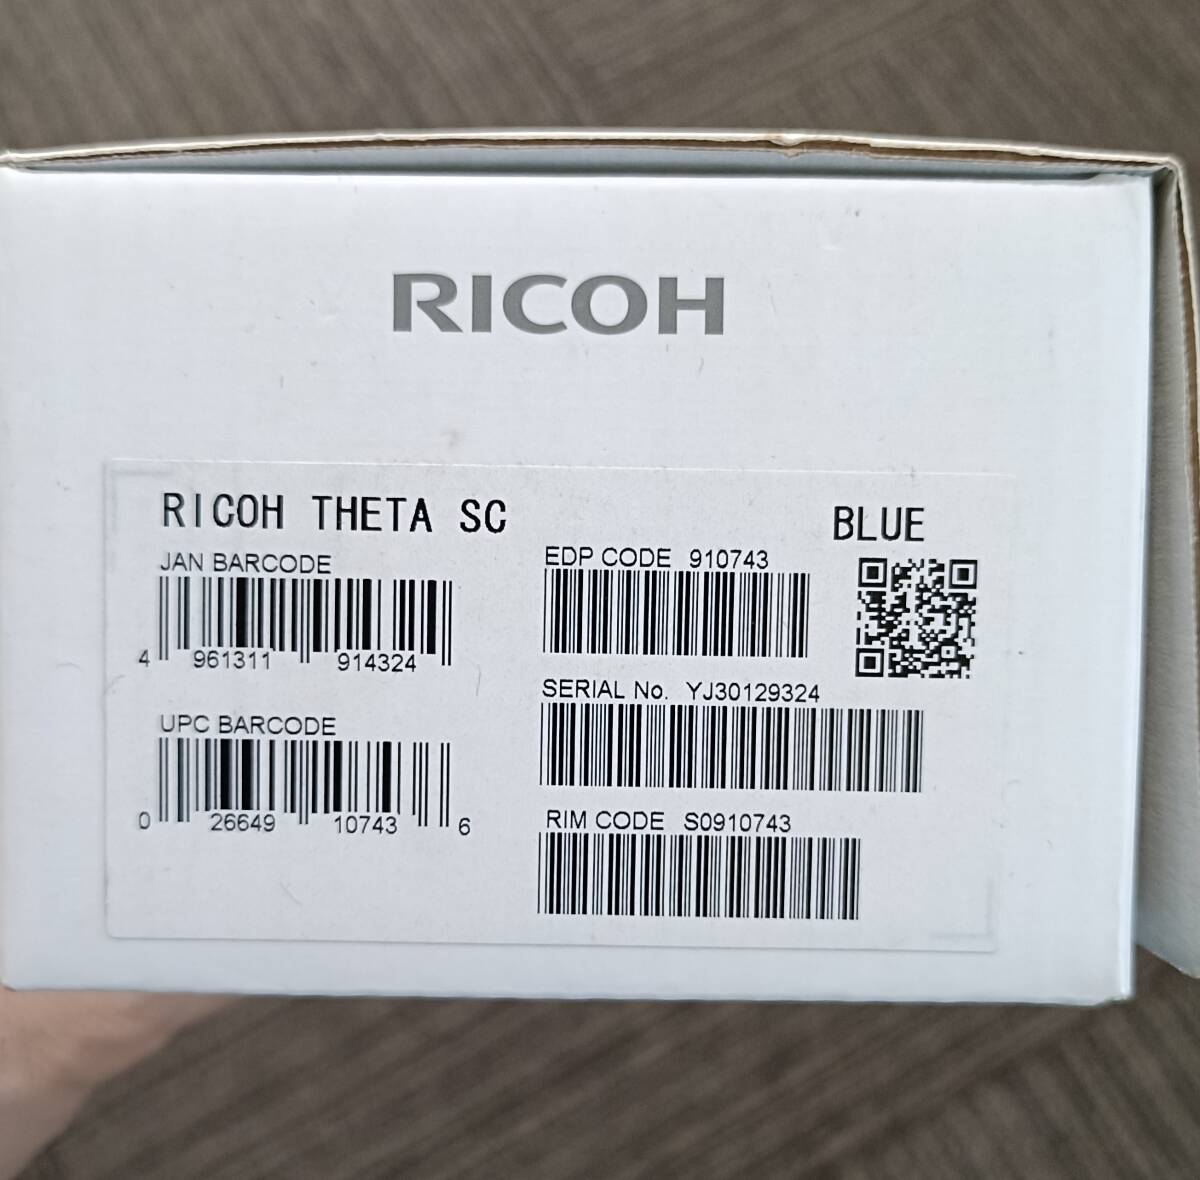 RICOH
RICOH THETA SC
BLUE
JAN BARCODE
4 961311 914324
EDP CODE 910743
SERIAL No. YJ30129324
UPC BARCODE
0 26649 10743 6
RIM CODE S0910743